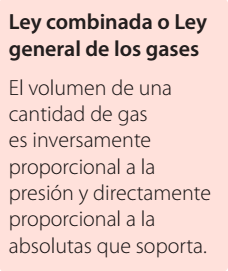 Ley combinada o Ley
general de los gases
El volumen de una
cantidad de gas
es inversamente
proporcional a la
presión y directamente
proporcional a la
absolutas que soporta.